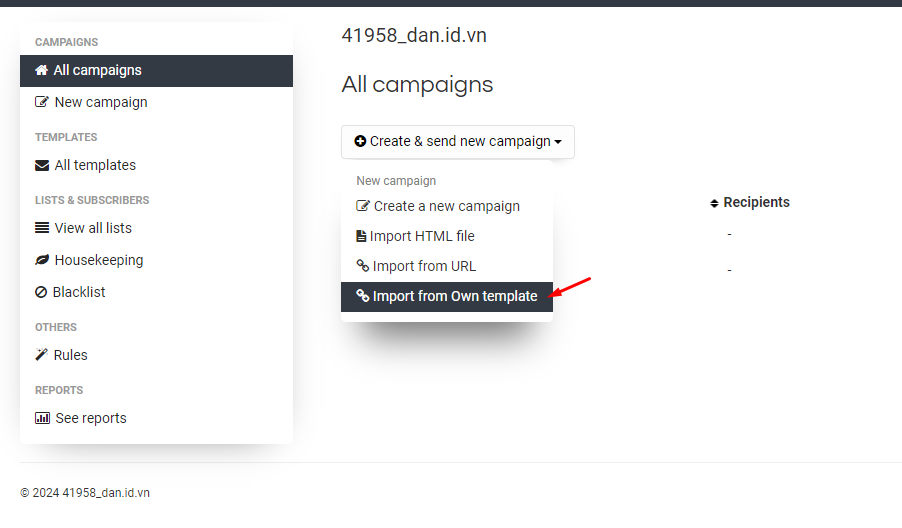 CAMPAIGNS
All campaigns
New campaign
TEMPLATES
All templates
LISTS & SUBSCRIBERS
View all lists
Housekeeping
Blacklist
OTHERS
Rules
REPORTS
See reports
41958_dan.id.vn
All campaigns
Create & send new campaign
New campaign
Create a new campaign
Import HTML file
Import from URL
Import from Own template
Recipients
-
-
© 2024 41958_dan.id.vn